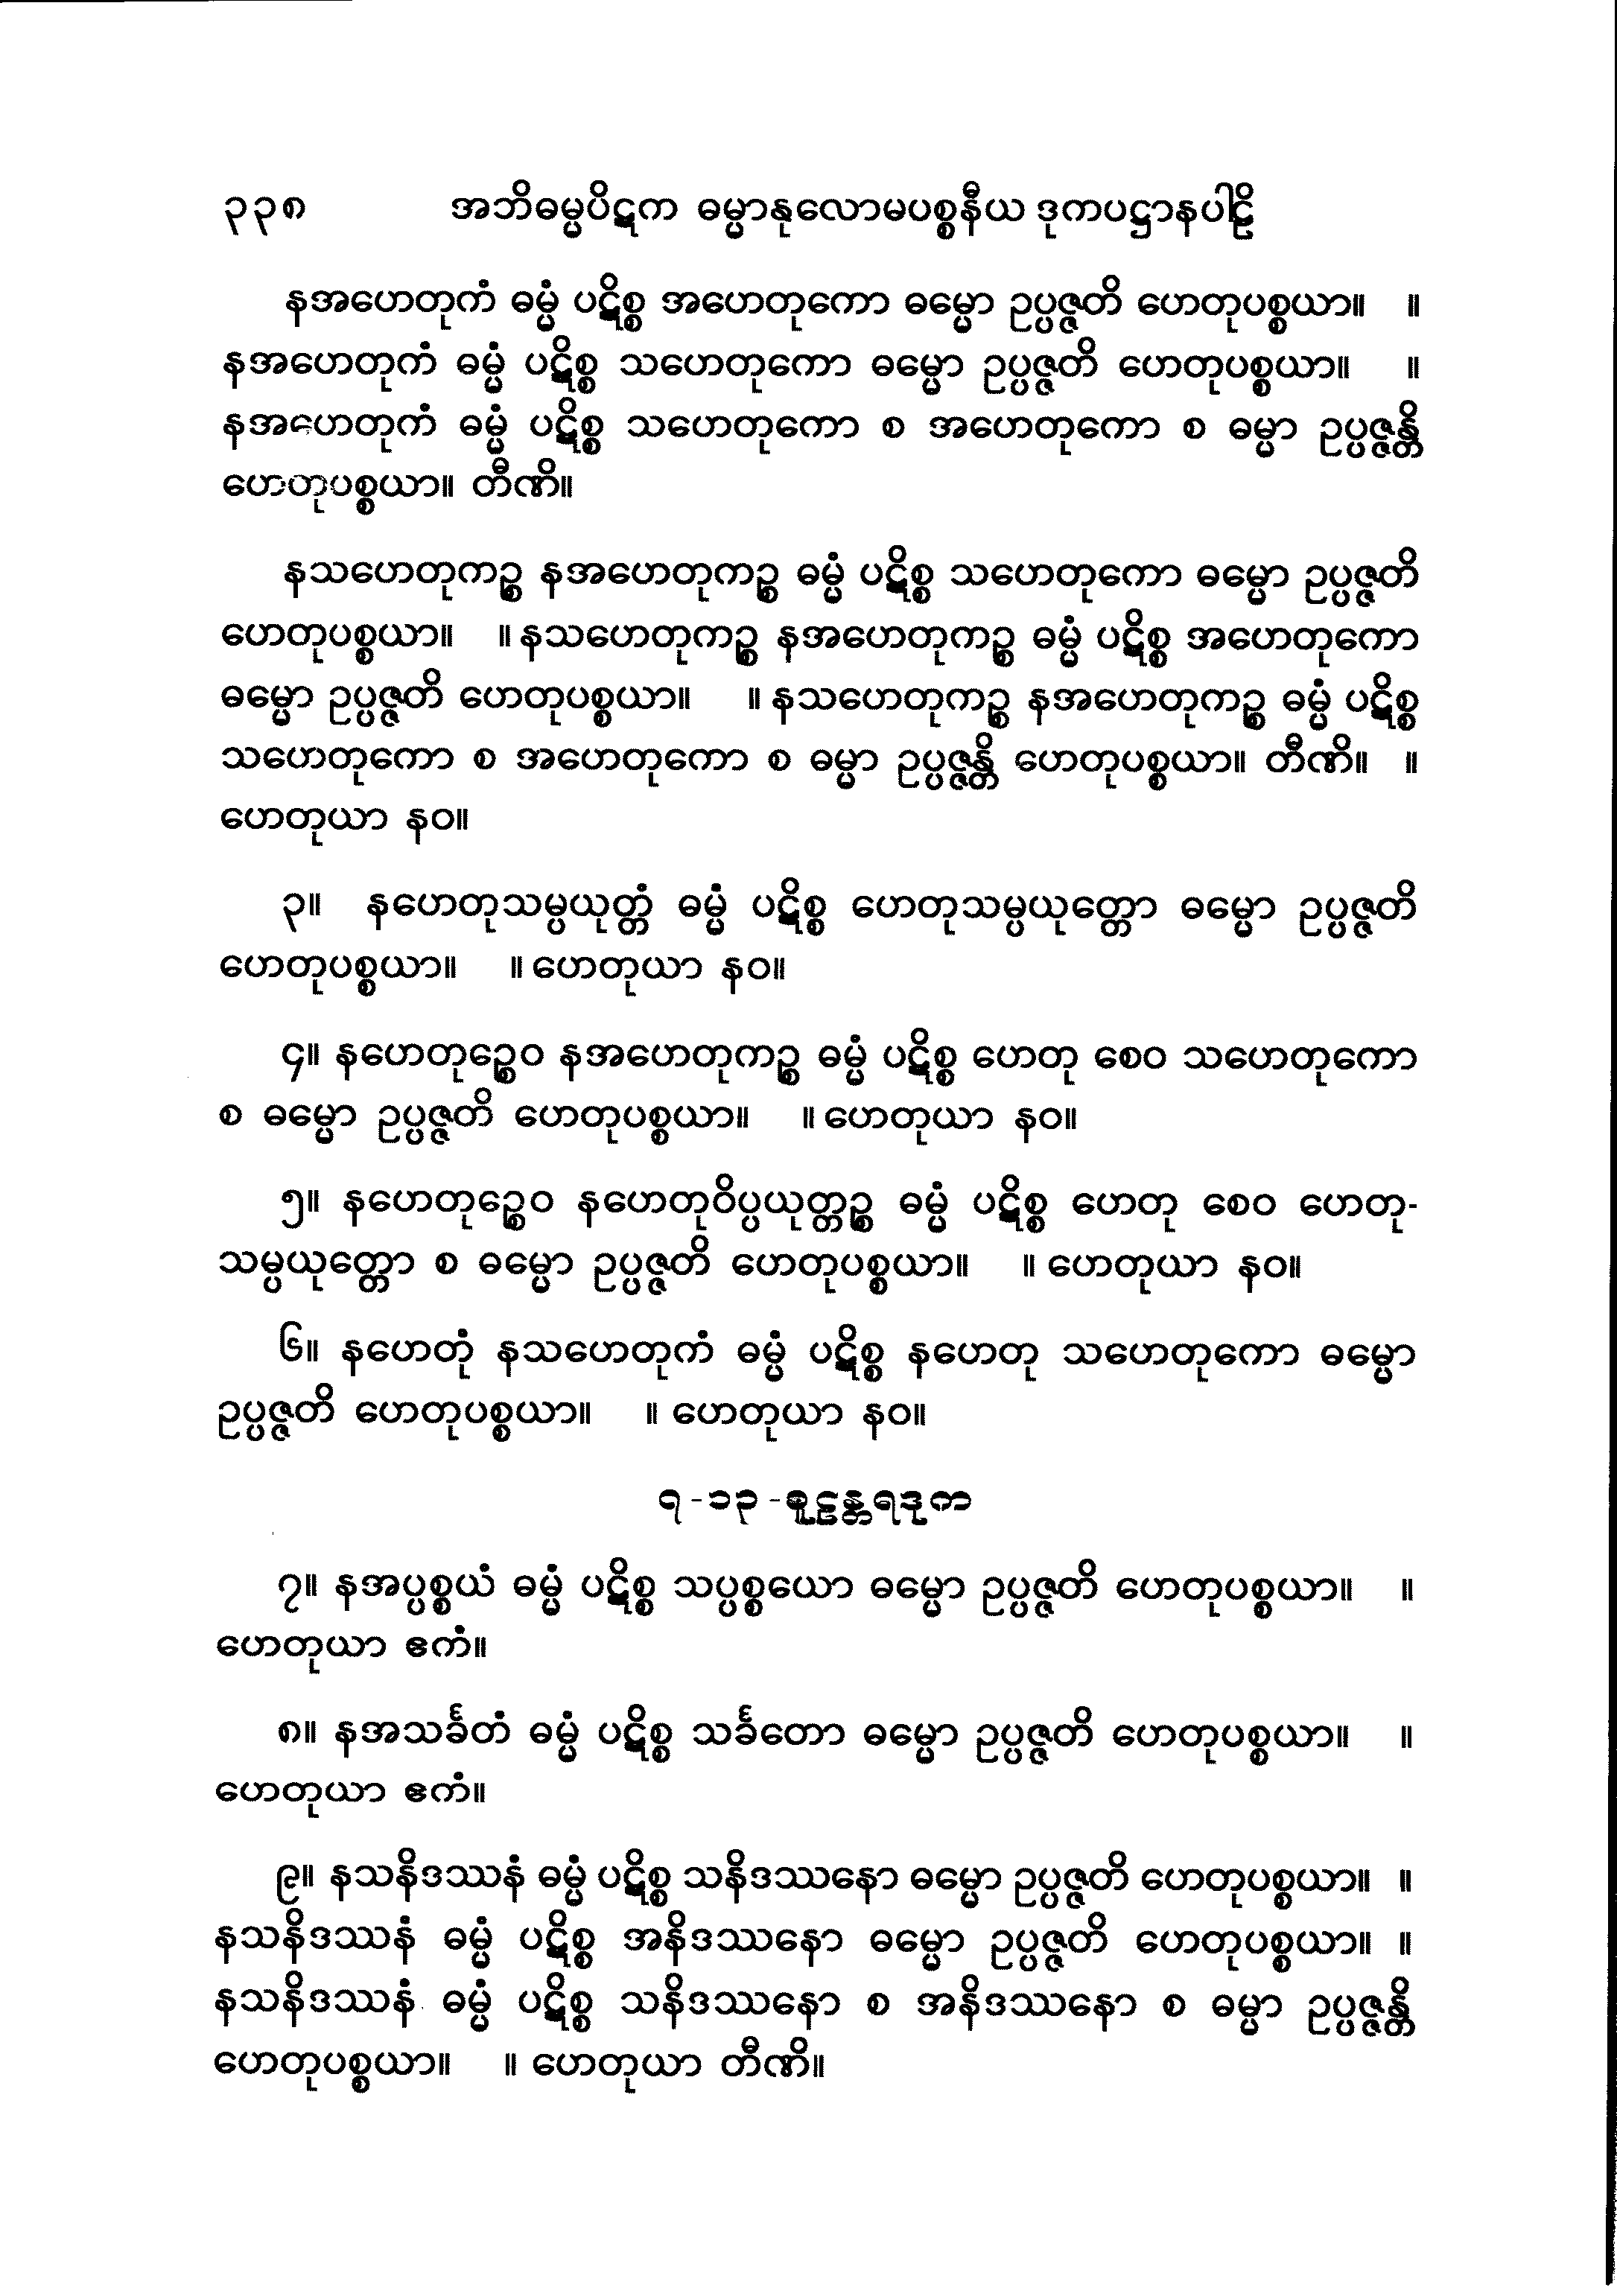 ၃၃၈ အဘိဓမ္မပိဋက ဓမ္မာနုလောမပစ္စနီယ ဒုကပဋ္ဌာနပါဠိ
နအဟေတုကံ ဓမ္မံ ပဋိစ္စ အဟေတုကော ဓမ္မော ဥပ္ပဇ္ဇတိ ဟေတုပစ္စယာ။ ။
နအဟေတုကံ ဓမ္မံ ပဋိစ္စ သဟေတုကော ဓမ္မော ဥပ္ပဇ္ဇတိ ဟေတုပစ္စယာ။ ။
နအဟေတုကံ ဓမ္မံ ပဋိစ္စ သဟေတုကော စ အဟေတုကော စ ဓမ္မာ ဥပ္ပဇ္ဇန္တိ
ဟေတုပစ္စယာ။ တီဏိ။
နသဟေတုကဉ္စ နအဟေတုကဉ္စ ဓမ္မံ ပဋိစ္စ သဟေတုကော ဓမ္မော ဥပ္ပဇ္ဇတိ
ဟေတုပစ္စယာ။ ။ နသဟေတုကဉ္စ နအဟေတုကဉ္စ ဓမ္မံ ပဋိစ္စ အဟေတုကော
ဓမ္မော ဥပ္ပဇ္ဇတိ ဟေတုပစ္စယာ။ ။ နသဟေတုကဉ္စ နအဟေတုကဉ္စ ဓမ္မံ ပဋိစ္စ
သဟေတုကော စ အဟေတုကော စ ဓမ္မာ ဥပ္ပဇ္ဇန္တိ ဟေတုပစ္စယာ။ တီဏိ။ ။
ဟေတုယာ နဝ။
၃။ နဟေတုသမ္ပယုတ္တံ ဓမ္မံ ပဋိစ္စ ဟေတုသမ္ပယုတ္တော ဓမ္မော ဥပ္ပဇ္ဇတိ
ဟေတုပစ္စယာ။ ။ ဟေတုယာ နဝ။
၄။ နဟေတုဉ္စေဝ နအဟေတုကဉ္စ ဓမ္မံ ပဋိစ္စ ဟေတု စေဝ သဟေတုကော
စ ဓမ္မော ဥပ္ပဇ္ဇတိ ဟေတုပစ္စယာ။ ။ ဟေတုယာ နဝ။
၅။ နဟေတုဉ္စေဝ နဟေတုဝိပ္ပယုတ္တဉ္စ ဓမ္မံ ပဋိစ္စ ဟေတု စေဝ ဟေတု-
သမ္ပယုတ္တော စ ဓမ္မော ဥပ္ပဇ္ဇတိ ဟေတုပစ္စယာ။ ။ ဟေတုယာ နဝ။
၆။ နဟေတုံ နသဟေတုကံ ဓမ္မံ ပဋိစ္စ နဟေတု သဟေတုကော ဓမ္မော
ဥပ္ပဇ္ဇတိ ဟေတုပစ္စယာ။ ။ ဟေတုယာ နဝ။
၇-၁၃-စူဠန္တရဒုက
၇။ နအပ္ပစ္စယံ ဓမ္မံ ပဋိစ္စ သပ္ပစ္စယော ဓမ္မော ဥပ္ပဇ္ဇတိ ဟေတုပစ္စယာ။ ။
ဟေတုယာ ဧကံ။
၈။ နအသင်္ခတံ ဓမ္မံ ပဋိစ္စ သင်္ခတော ဓမ္မော ဥပ္ပဇ္ဇတိ ဟေတုပစ္စယာ။ ။
ဟေတုယာ ဧကံ။
၉။ နသနိဒဿနံ ဓမ္မံ ပဋိစ္စ သနိဒဿနော ဓမ္မော ဥပ္ပဇ္ဇတိ ဟေတုပစ္စယာ။ ။
နသနိဒဿနံ ဓမ္မံ ပဋိစ္စ အနိဒဿနော ဓမ္မော ဥပ္ပဇ္ဇတိ ဟေတုပစ္စယာ။ ။
နသနိဒဿနံ ဓမ္မံ ပဋိစ္စ သနိဒဿနော စ အနိဒဿနော စ ဓမ္မာ ဥပ္ပဇ္ဇန္တိ
ဟေတုပစ္စယာ။ ။ ဟေတုယာ တီဏိ။